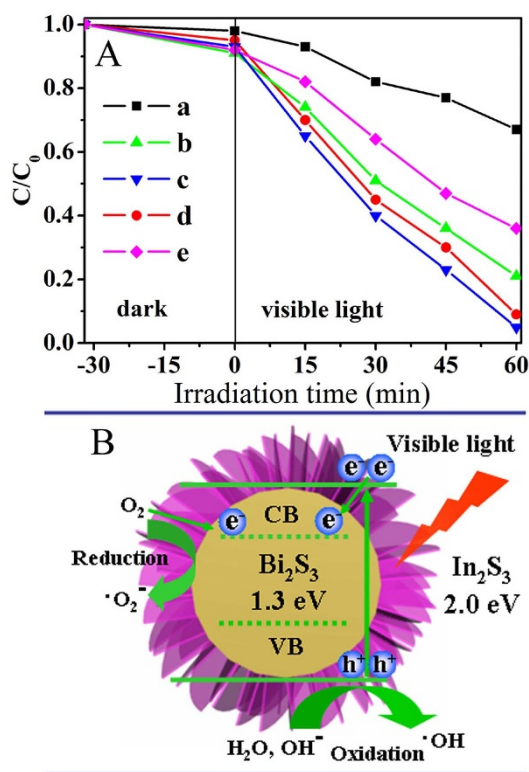 A
1.0
0.8
0.6
0.4
0.2
0.0
C/C₀
a
b
c
d
e
dark
visible light
-30 -15 0 15 30 45 60
Irradiation time (min)
B
Visible light
e⁻ e⁻
O₂
e⁻ CB e⁻
Reduction
Bi₂S₃
In₂S₃
1.3 eV
2.0 eV
·O₂⁻
VB
h⁺ h⁺
H₂O, OH⁻ Oxidation ·OH